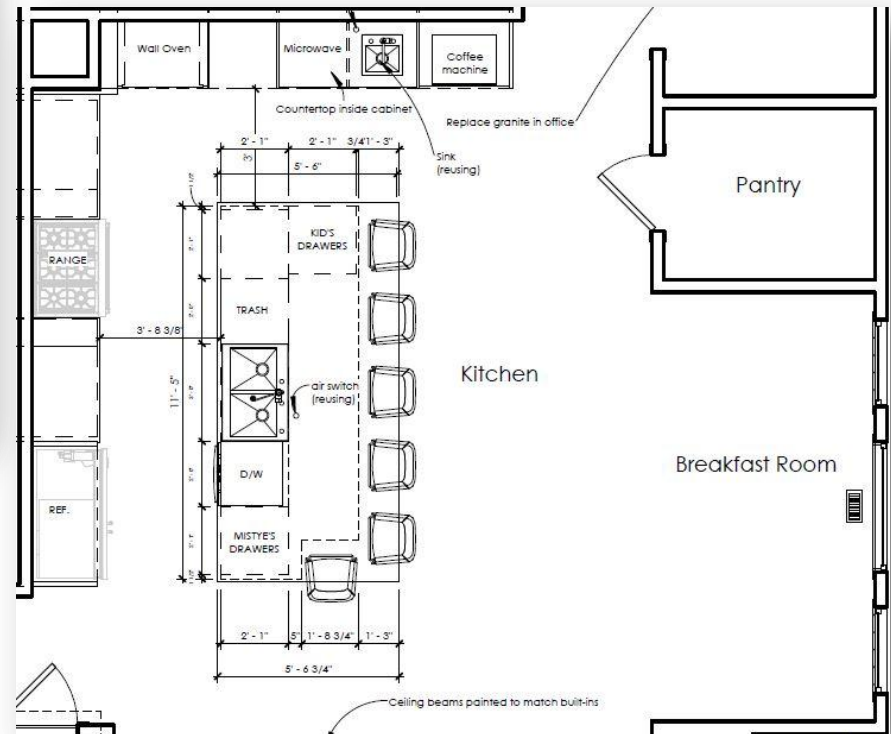 Wall Oven
Microwave
Coffee
machine
Countertop inside cabinet
Replace granite in office
Sink
(reusing)
2' - 1"
2' - 1"
3/4"
1' - 3"
5' - 6"
Pantry
KID'S
DRAWERS
RANGE
TRASH
3' - 8 3/8"
11' - 5"
air switch
(reusing)
Kitchen
Breakfast Room
D/W
REF.
MISTYE'S
DRAWERS
2' - 1"
5"
1' - 8 3/4"
1' - 3"
5' - 6 3/4"
Ceiling beams painted to match built-ins